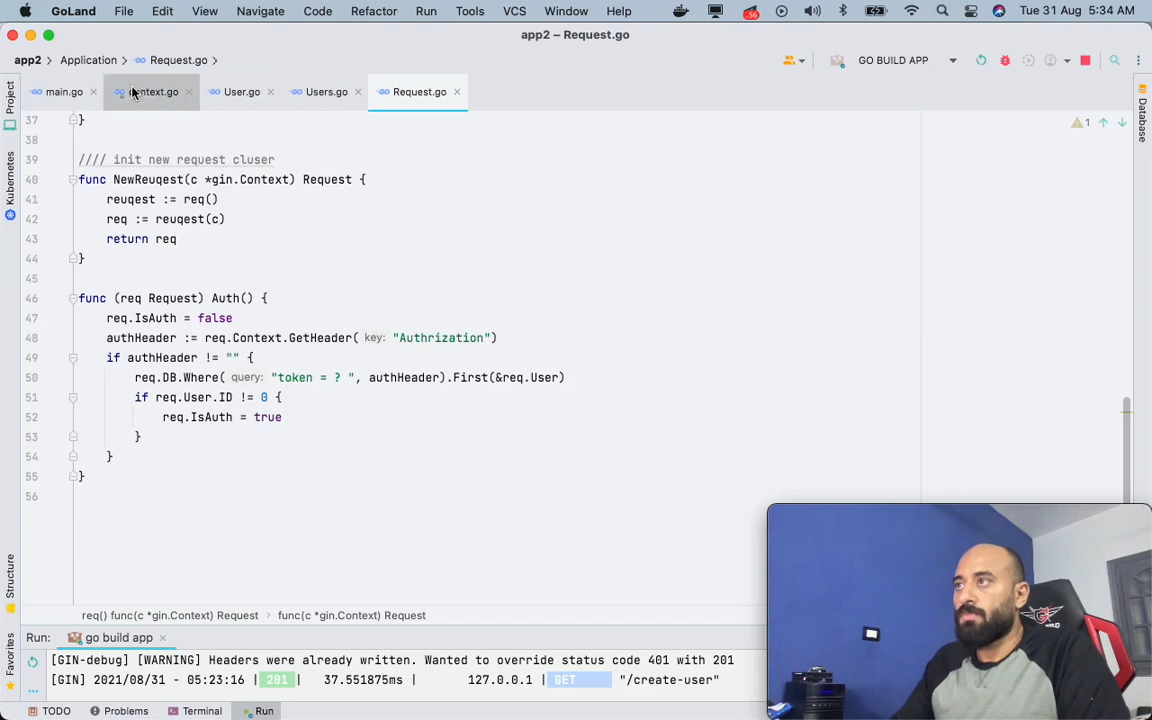 GoLand File Edit View Navigate Code Refactor Run Tools VCS Window Help 56 Tue 31 Aug 5:34 AM
app2 – Request.go
app2 Application Request.go GO BUILD APP
main.go context.go User.go Users.go Request.go
Project
Kubernetes
Structure
Favorites
Database
1
37 }
38
39 //// init new request cluser
40 func NewReuqest(c *gin.Context) Request {
41 reuqest := req()
42 req := reuqest(c)
43 return req
44 }
45
46 func (req Request) Auth() {
47 req.IsAuth = false
48 authHeader := req.Context.GetHeader( key: "Authrization")
49 if authHeader != "" {
50 req.DB.Where( query: "token = ? ", authHeader).First(&req.User)
51 if req.User.ID != 0 {
52 req.IsAuth = true
53 }
54 }
55 }
56
req() func(c *gin.Context) Request func(c *gin.Context) Request
Run: go build app
[GIN-debug] [WARNING] Headers were already written. Wanted to override status code 401 with 201
[GIN] 2021/08/31 - 05:23:16 | 201 | 37.551875ms | 127.0.0.1 | GET "/create-user"
TODO Problems Terminal Run